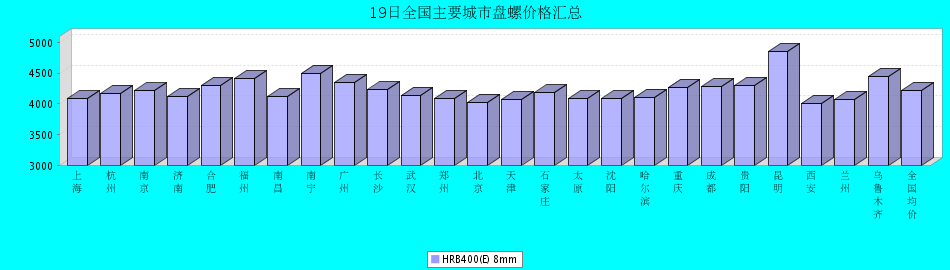 19日全国主要城市盘螺价格汇总
5000
4500
4000
3500
3000
上海
杭州
南京
济南
合肥
福州
南昌
南宁
广州
长沙
武汉
郑州
北京
天津
石家庄
太原
沈阳
哈尔滨
重庆
成都
贵阳
昆明
西安
兰州
乌鲁木齐
全国均价
HRB400(E) 8mm